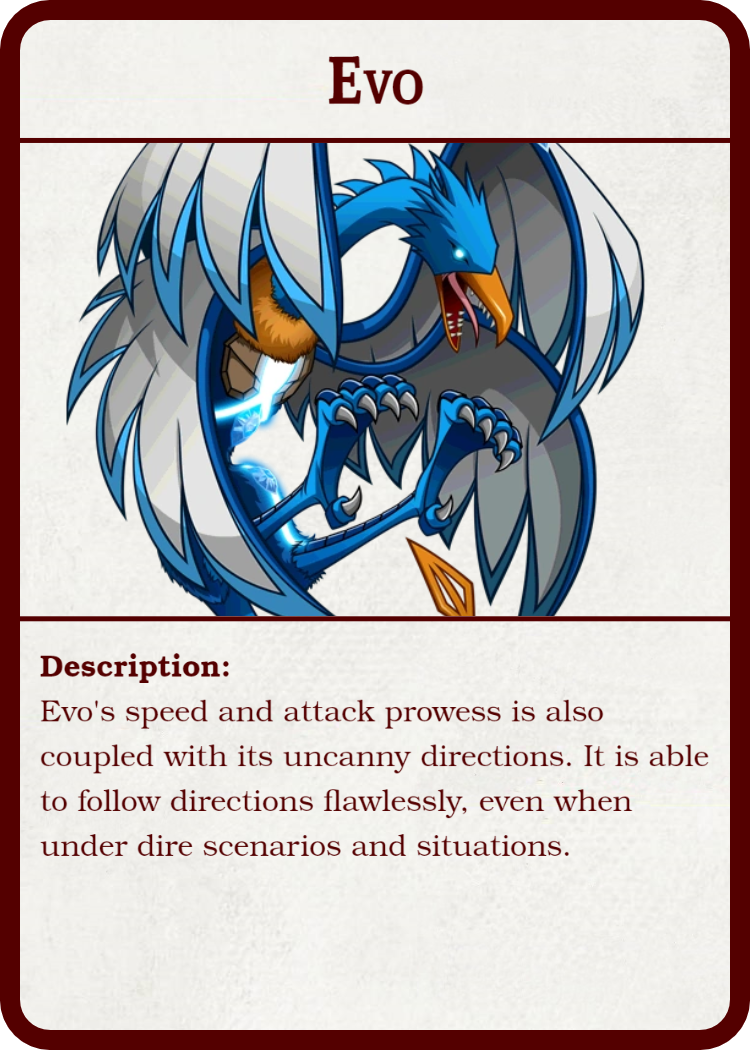 Evo
Description:
Evo's speed and attack prowess is also
coupled with its uncanny directions. It is able
to follow directions flawlessly, even when
under dire scenarios and situations.